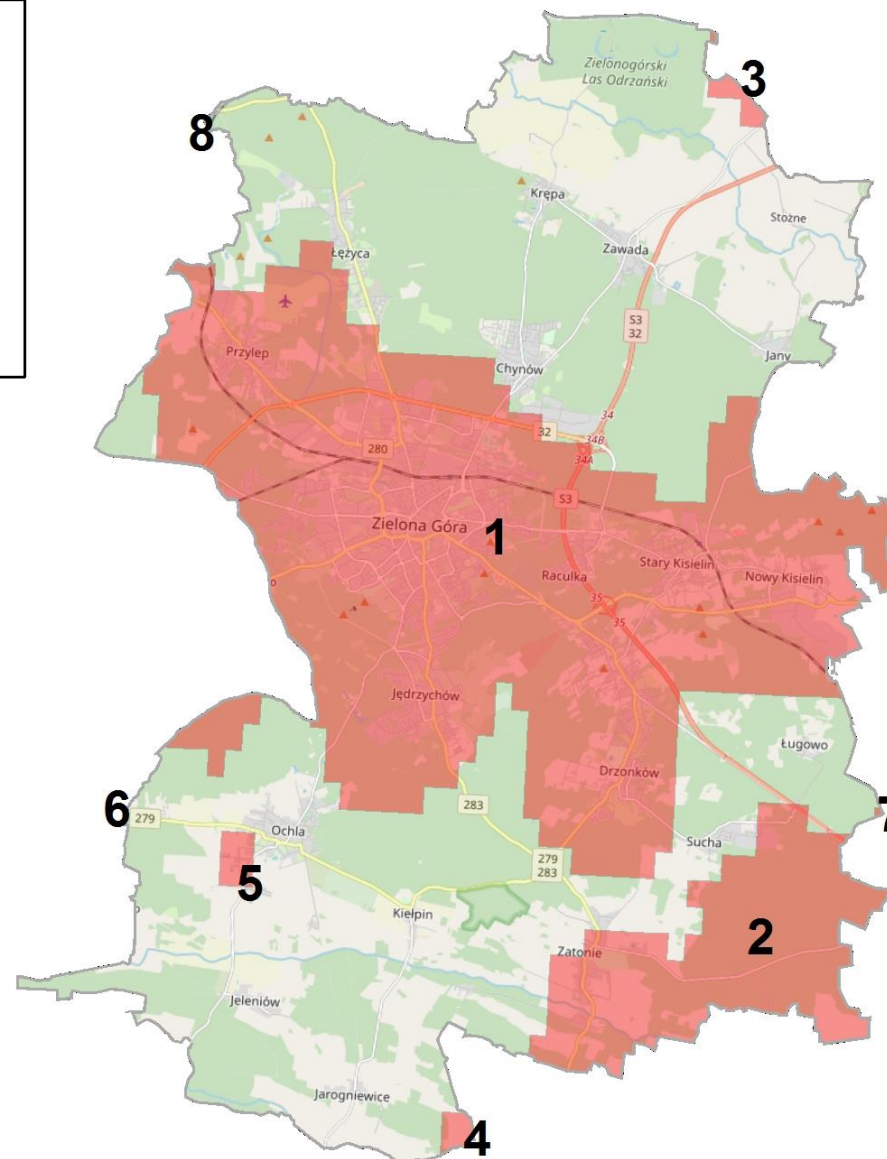 Zielonogórski
Las Odrzański
3
8
Krępa
Stożne
Łężyca
Zawada
S3
32
Jany
Przylep
Chynów
34
32
34B
280
34A
S3
Zielona Góra
1
Stary Kisielin
Raculka
Nowy Kisielin
35
35
Jędrzychów
Ługowo
Drzonków
6
279
283
7
Ochla
Sucha
279
283
5
Kiełpin
2
Zatonie
Jeleniów
Jarogniewice
4